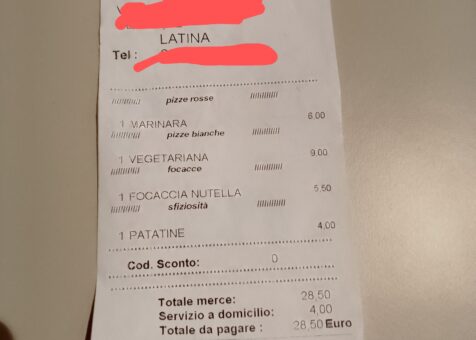 LATINA
Tel :
////////// pizze rosse //////////
1 MARINARA 6,00
////////// pizze bianche //////////
1 VEGETARIANA 9,00
////////// focacce //////////
1 FOCACCIA NUTELLA 5,50
////////// sfiziosità //////////
1 PATATINE 4,00
Cod. Sconto: 0
Totale merce: 28,50
Servizio a domicilio: 4,00
Totale da pagare : 28,50 Euro